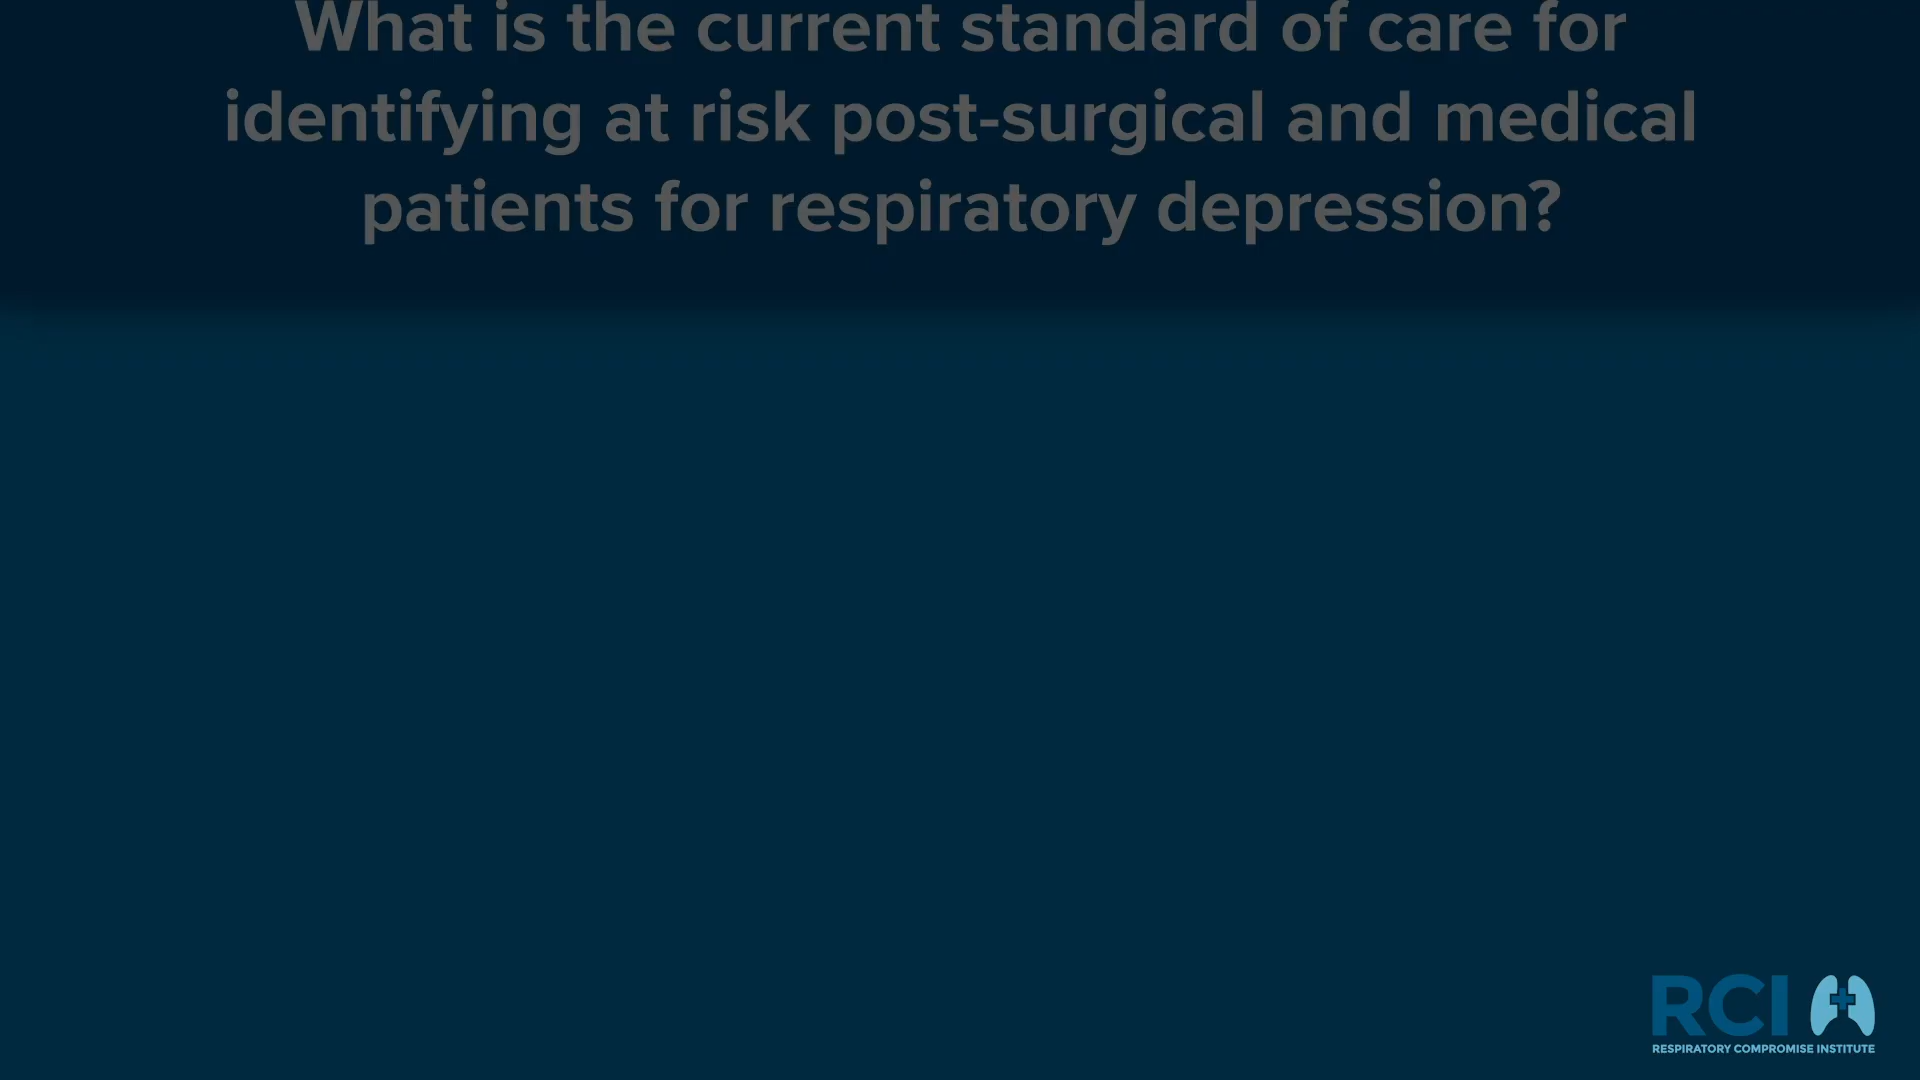 What is the current standard of care for
identifying at risk post-surgical and medical
patients for respiratory depression?
RCI
RESPIRATORY COMPROMISE INSTITUTE